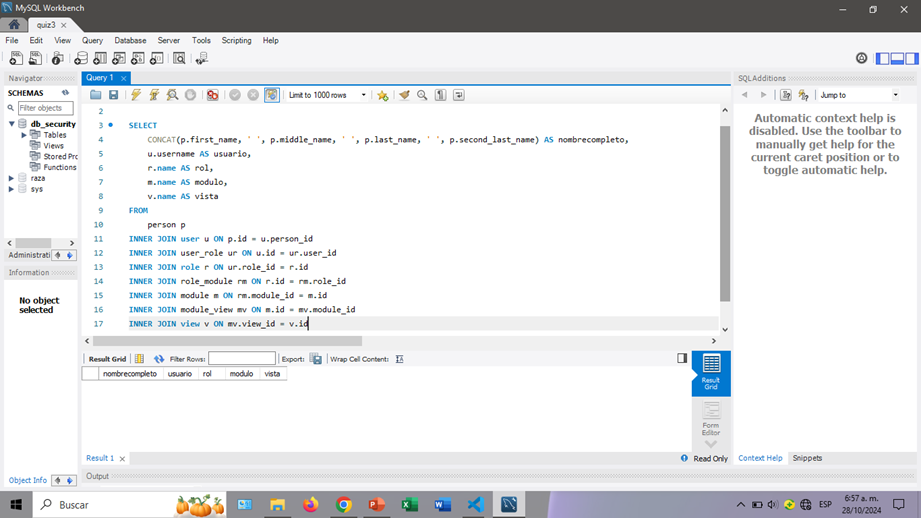 MySQL Workbench
quiz3
File Edit View Query Database Server Tools Scripting Help
Navigator
SCHEMAS
Filter objects
db_security
Tables
Views
Stored Pro
Functions
raza
sys
Administrati
Information
No object
selected
Object Info
Query 1
Limit to 1000 rows
2
3 SELECT
4 CONCAT(p.first_name, ' ', p.middle_name, ' ', p.last_name, ' ', p.second_last_name) AS nombrecompleto,
5 u.username AS usuario,
6 r.name AS rol,
7 m.name AS modulo,
8 v.name AS vista
9 FROM
10 person p
11 INNER JOIN user u ON p.id = u.person_id
12 INNER JOIN user_role ur ON u.id = ur.user_id
13 INNER JOIN role r ON ur.role_id = r.id
14 INNER JOIN role_module rm ON r.id = rm.role_id
15 INNER JOIN module m ON rm.module_id = m.id
16 INNER JOIN module_view mv ON m.id = mv.module_id
17 INNER JOIN view v ON mv.view_id = v.id
Result Grid Filter Rows: Export: Wrap Cell Content:
nombrecompleto usuario rol modulo vista
Result
Grid
Form
Editor
Result 1
Read Only
Output
SQLAdditions
Jump to
Automatic context help is
disabled. Use the toolbar to
manually get help for the
current caret position or to
toggle automatic help.
Context Help Snippets
Buscar
ESP
6:57 a. m.
28/10/2024